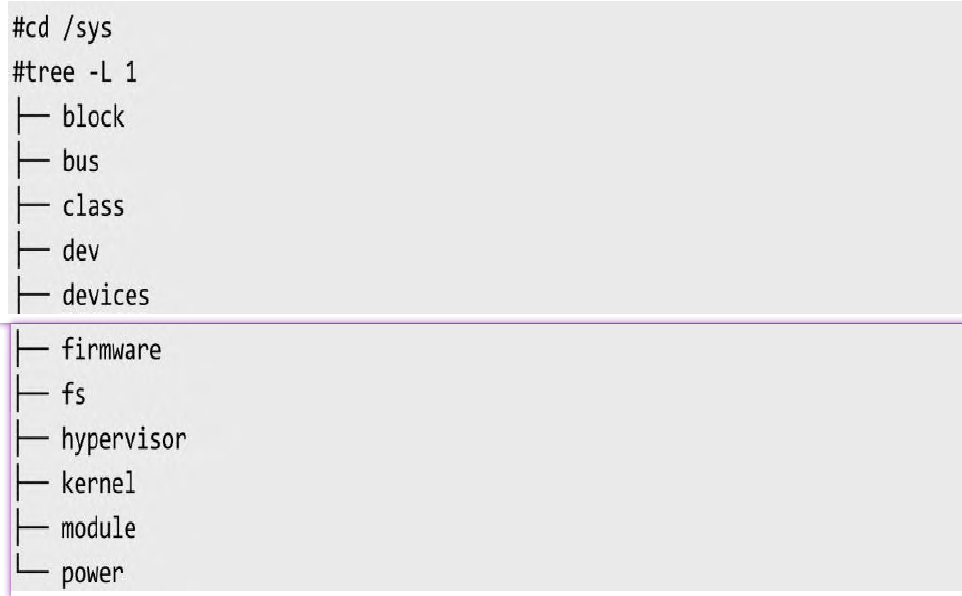 #cd /sys
#tree -L 1
├── block
├── bus
├── class
├── dev
├── devices
├── firmware
├── fs
├── hypervisor
├── kernel
├── module
└── power